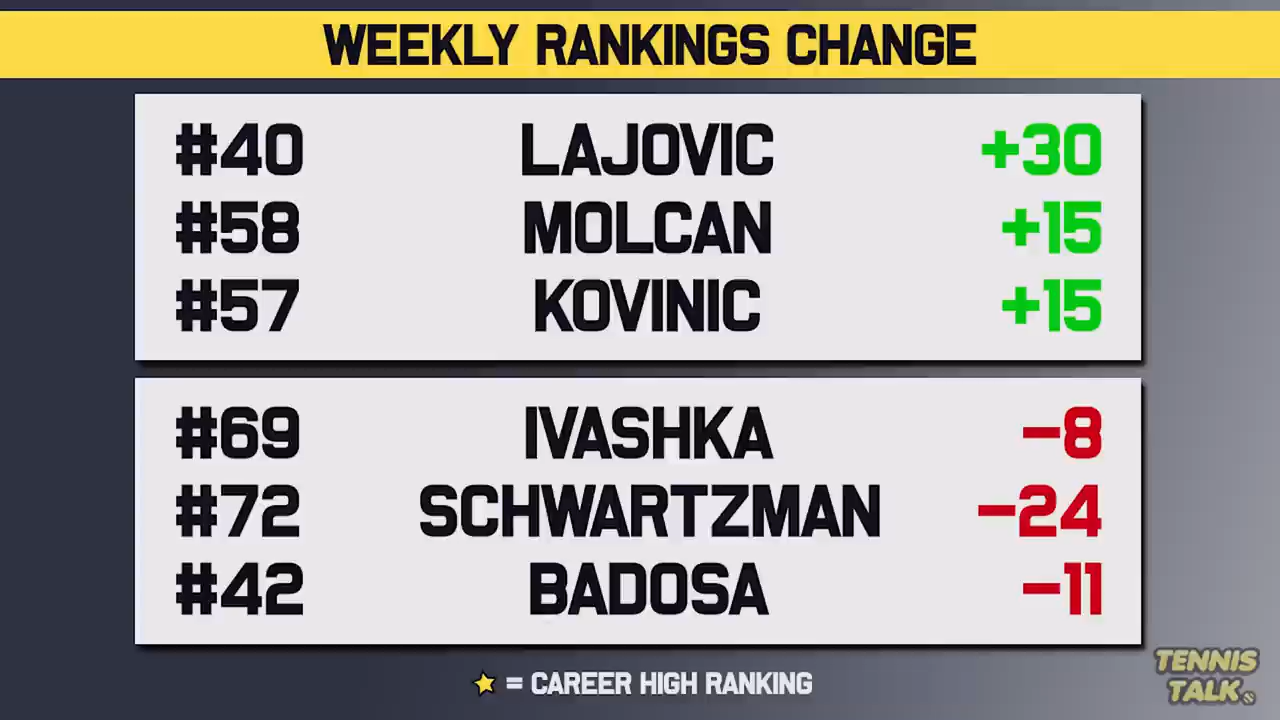 WEEKLY RANKINGS CHANGE
#40 LAJOVIC +30
#58 MOLCAN +15
#57 KOVINIC +15
#69 IVASHKA -8
#72 SCHWARTZMAN -24
#42 BADOSA -11
= CAREER HIGH RANKING
TENNIS
TALK